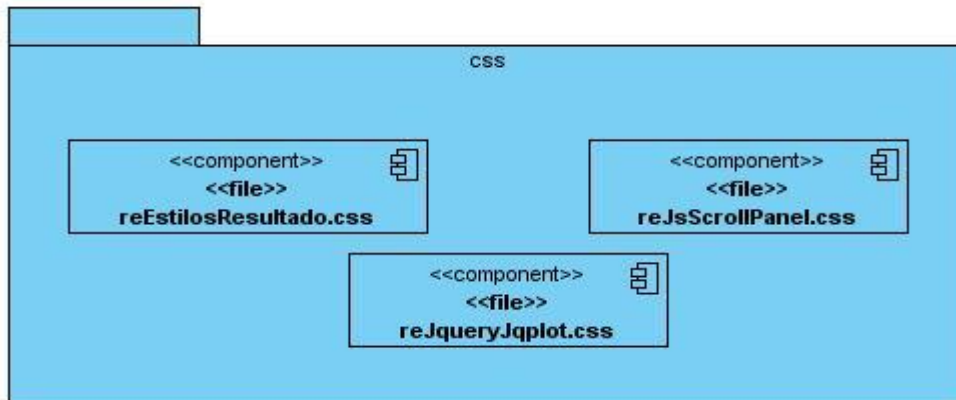 css
<<component>>
<<file>>
reEstilosResultado.css
<<component>>
<<file>>
reJsScrollPanel.css
<<component>>
<<file>>
reJqueryJqplot.css